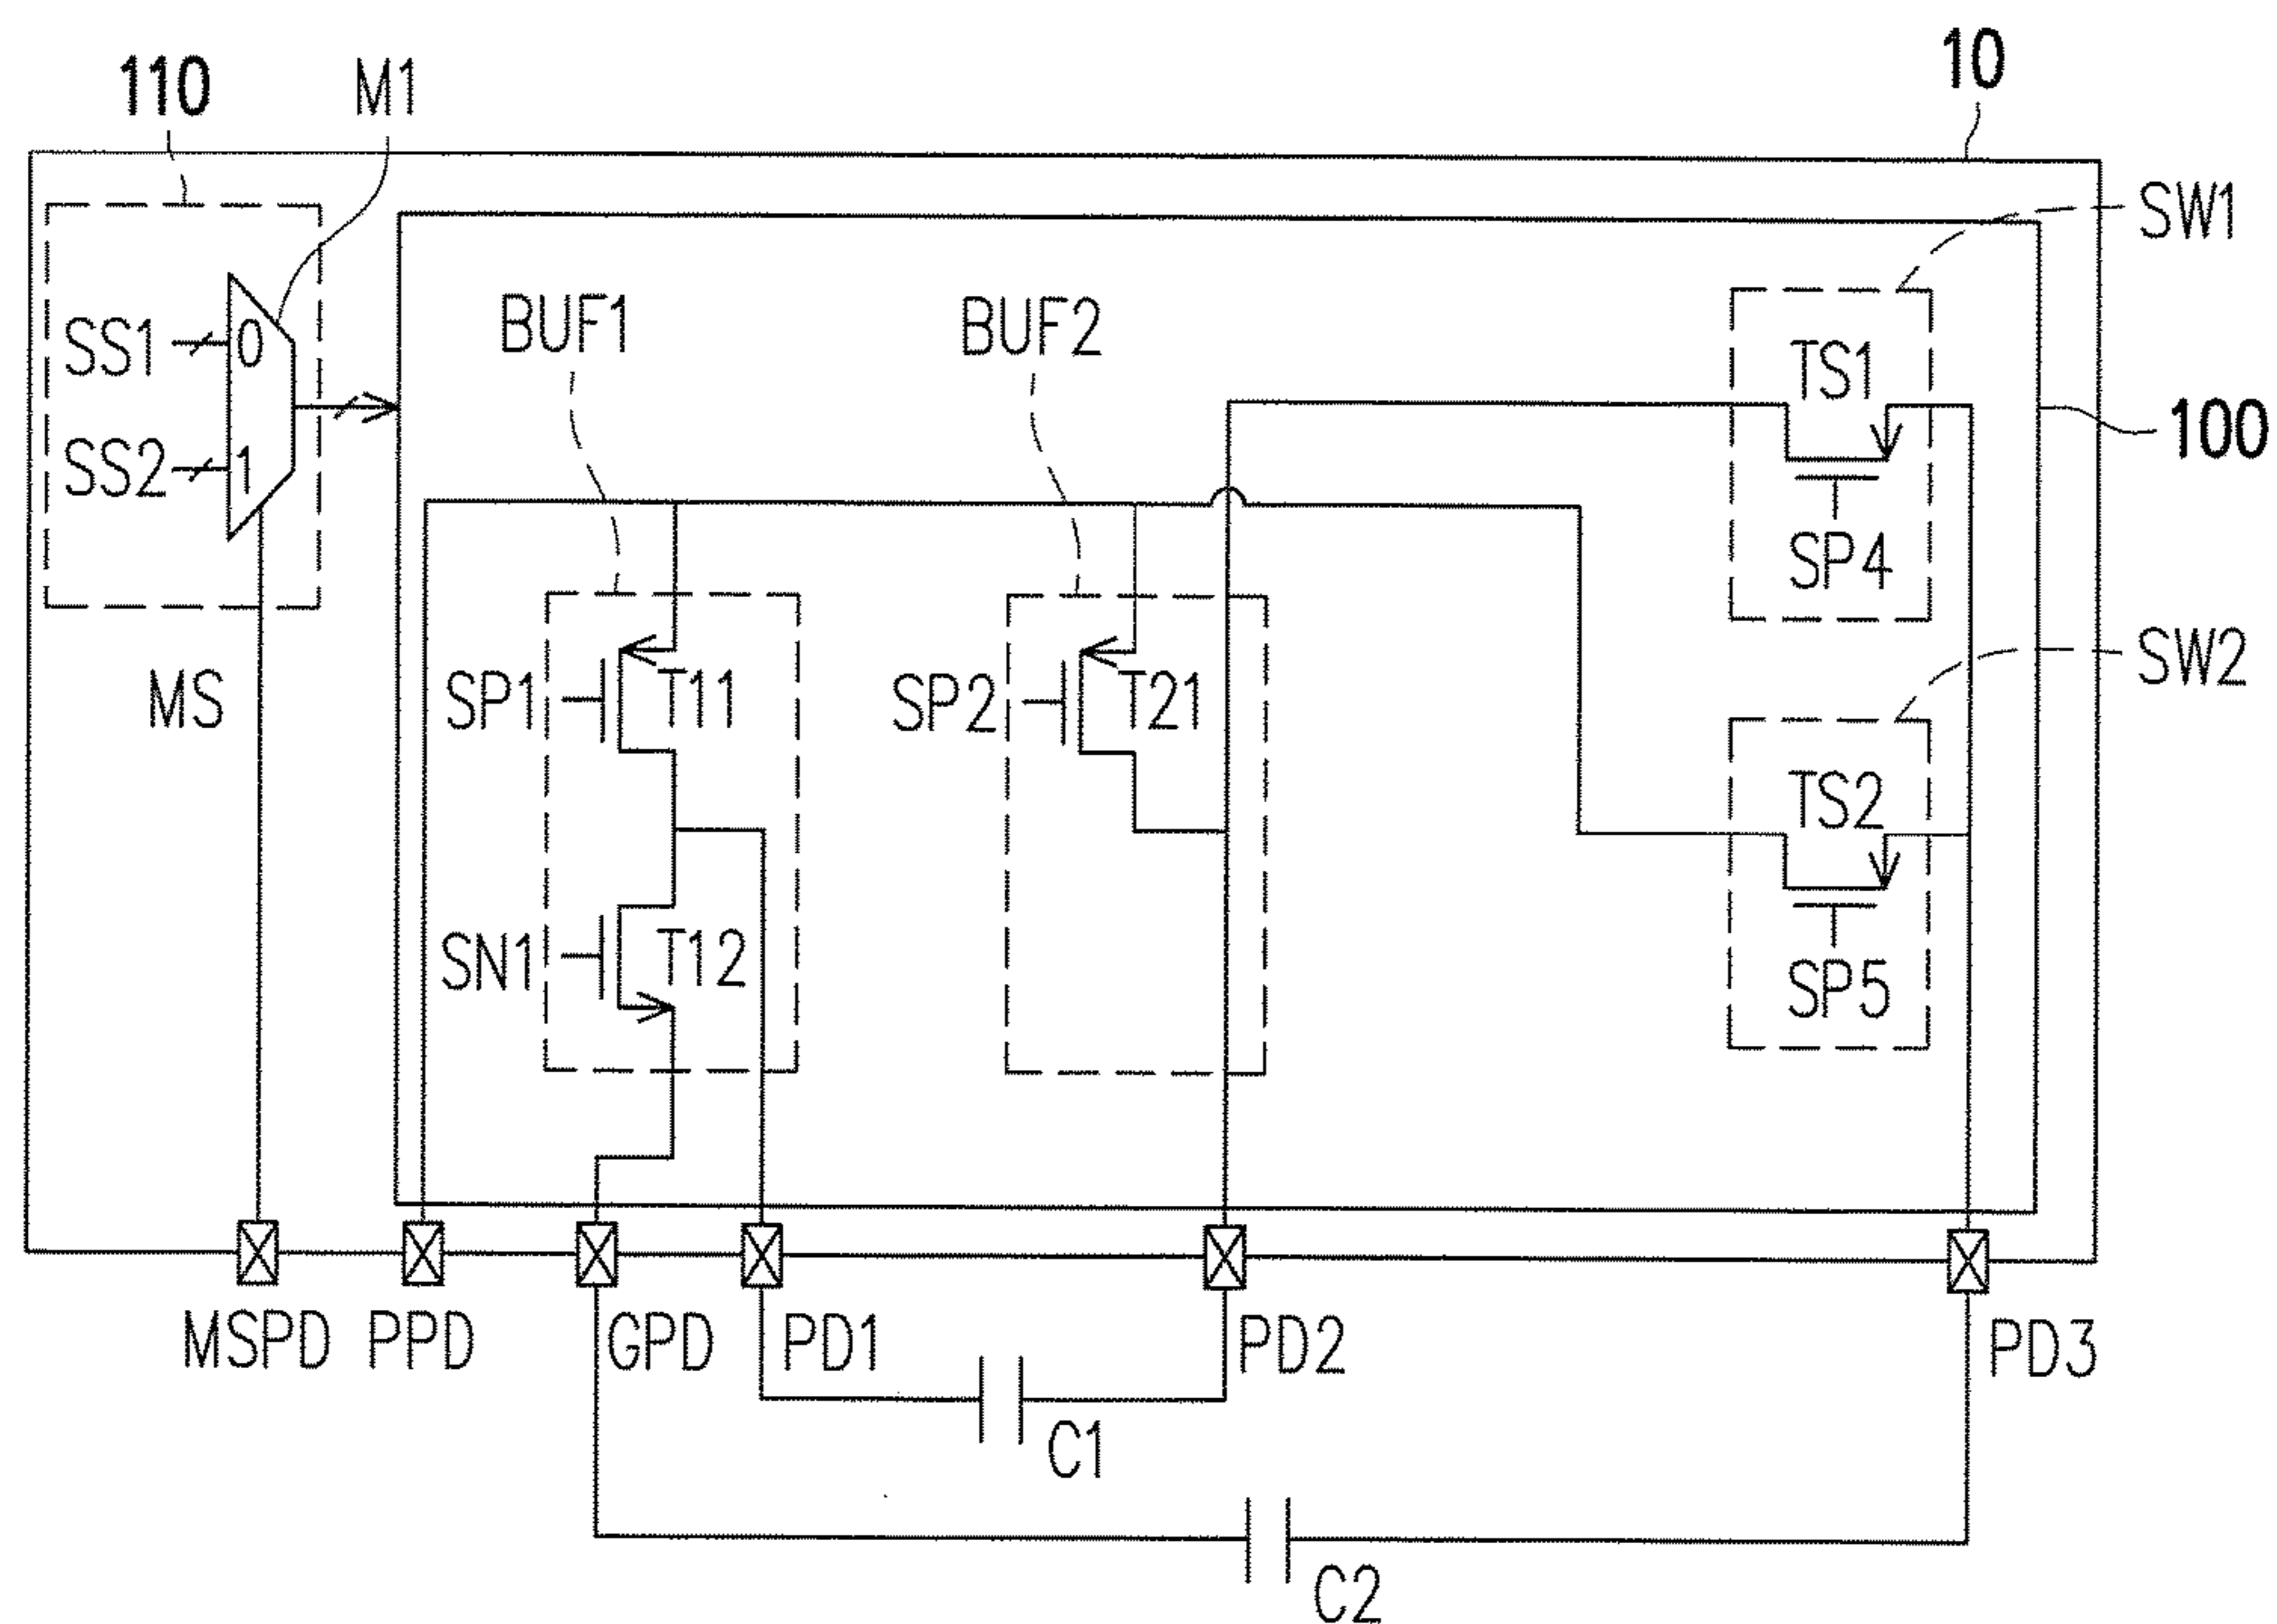 110
M1
10
SW1
SS1
0
BUF1
BUF2
TS1
100
SS2
1
SP4
SW2
MS
SP1
T11
SP2
T21
TS2
SN1
T12
SP5
MSPD
PPD
GPD
PD1
PD2
PD3
C1
C2